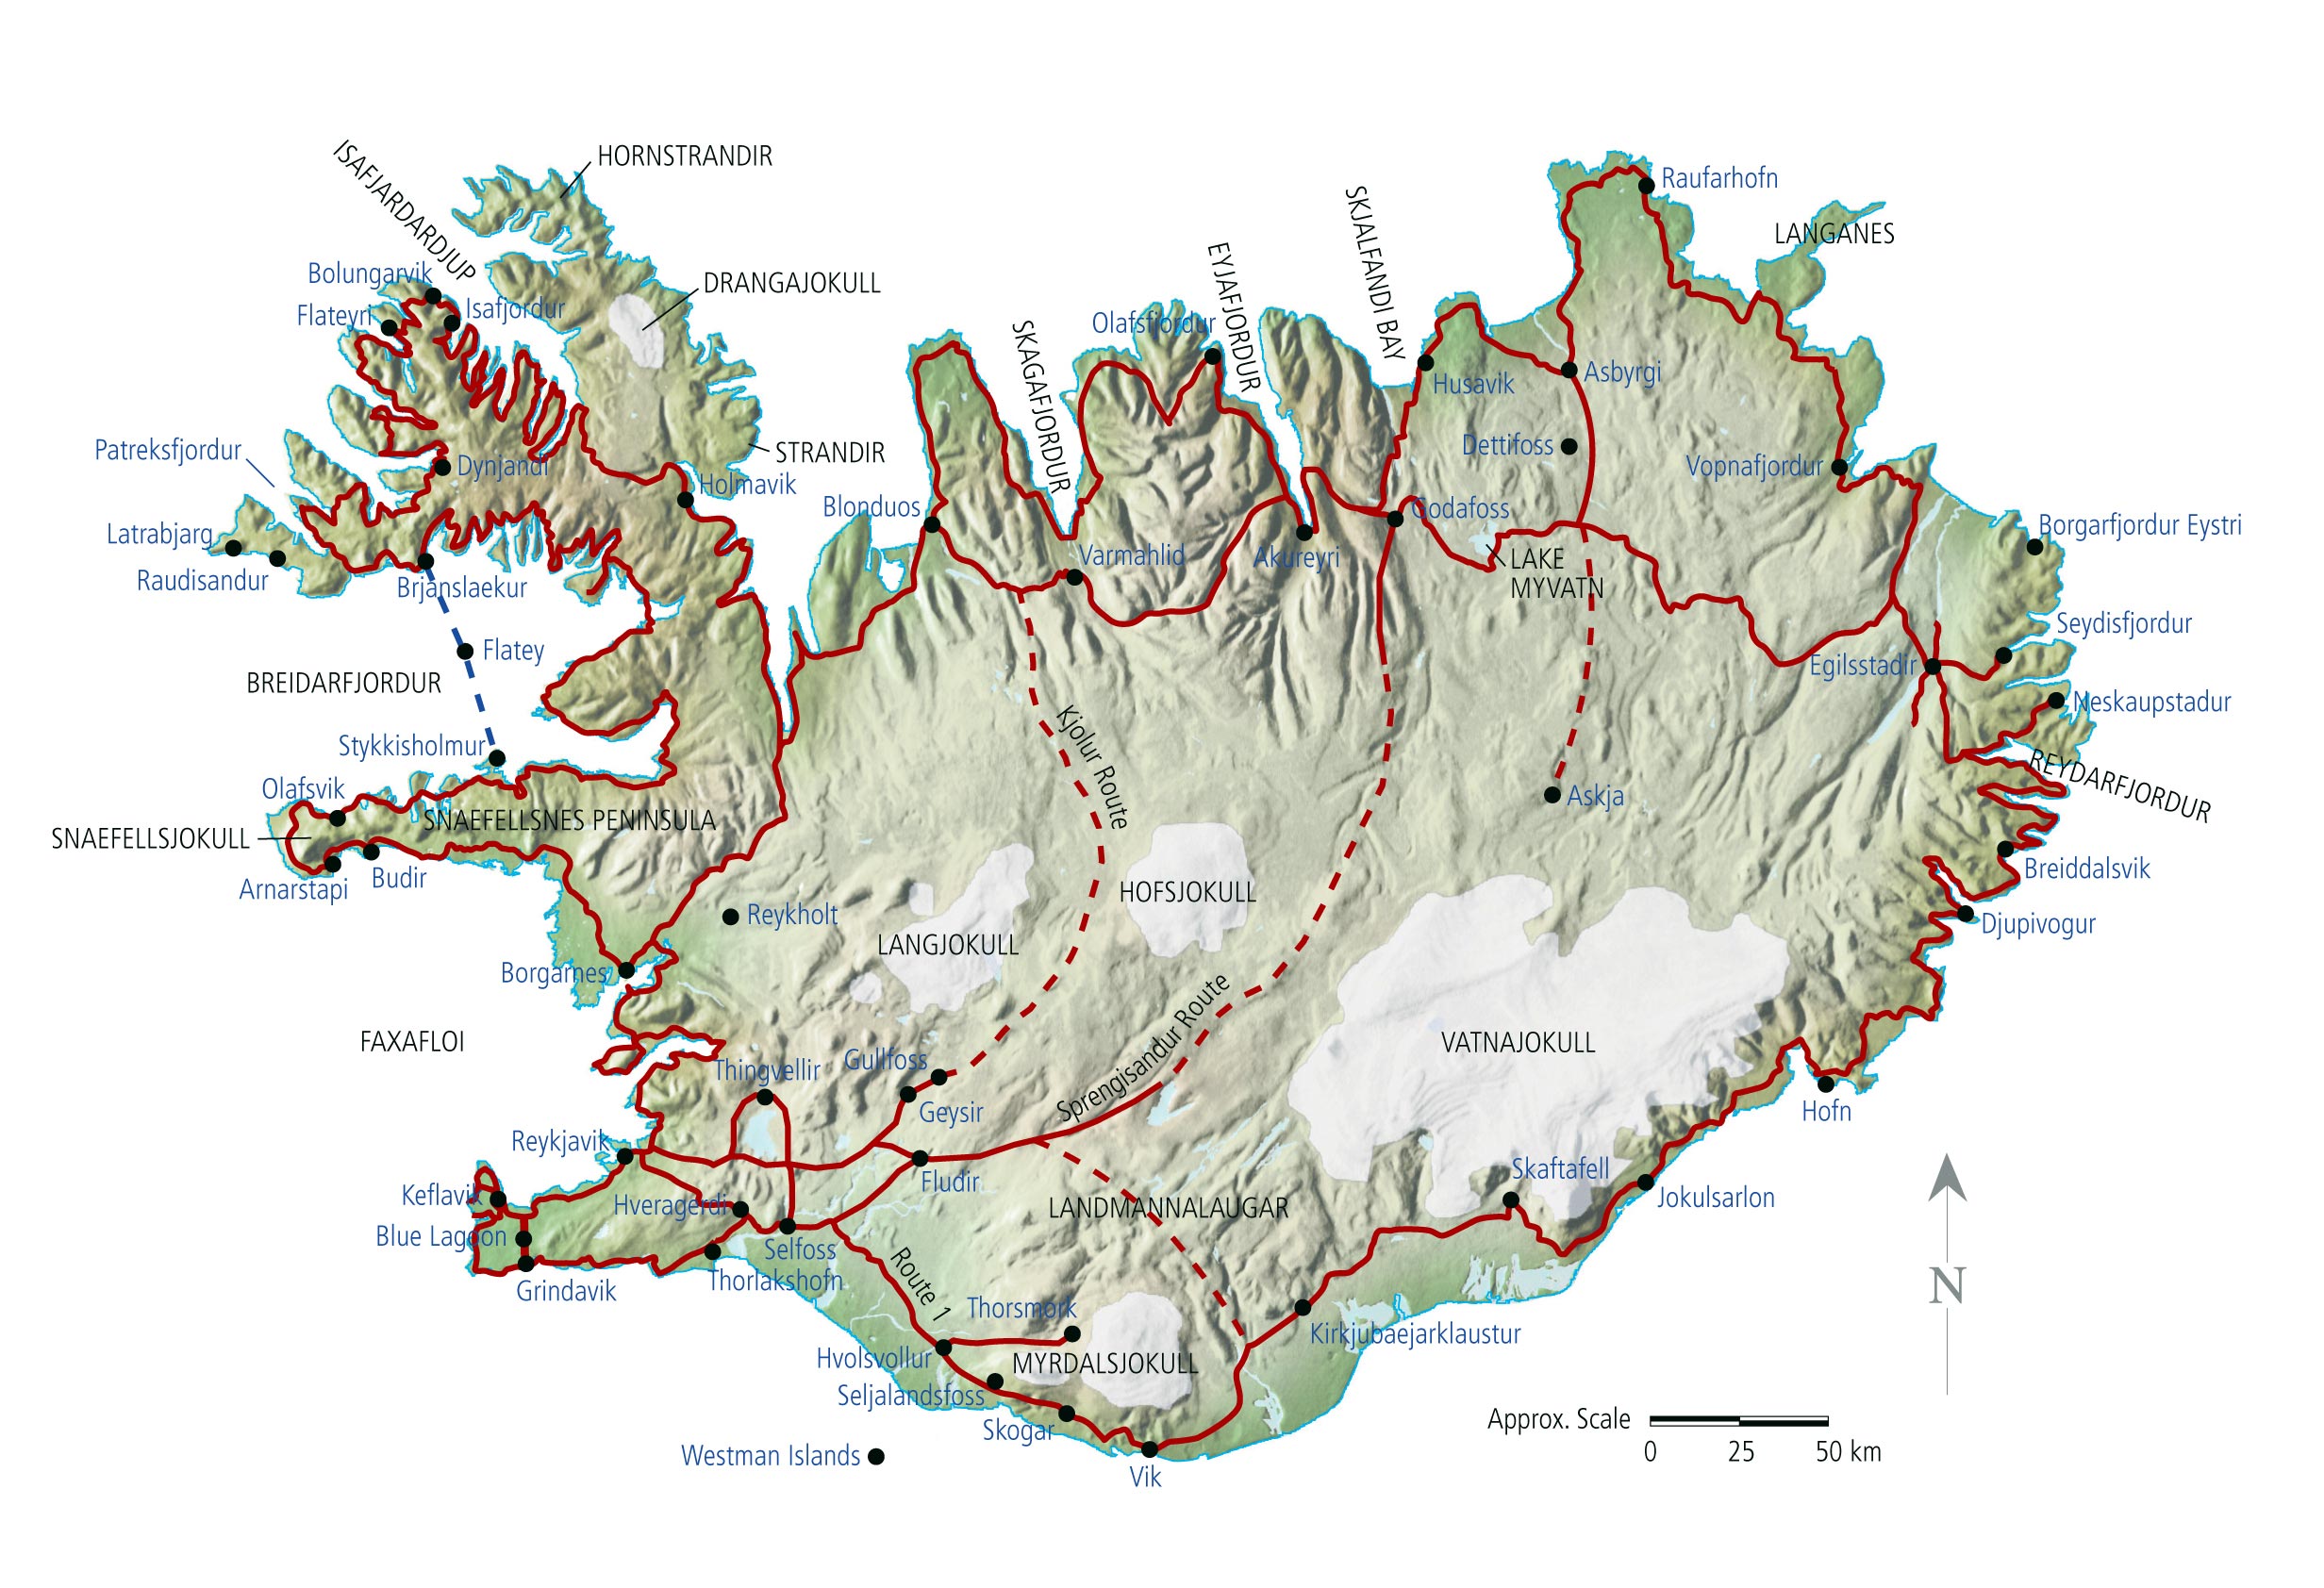 HORNSTRANDIR
ISAFJARDARDJUP
Raufarhofn
LANGANES
Bolungarvik
DRANGAJOKULL
Flateyri
Isafjordur
SKAGAFJORDUR
Olafsfjordur
EYJAFJORDUR
SKJALFANDI BAY
Husavik
Asbyrgi
Patreksfjordur
STRANDIR
Dettifoss
Dynjandi
Vopnafjordur
Holmavik
Blonduos
Godafoss
Latrabjarg
Borgarfjordur Eystri
Raudisandur
Brjanslaekur
Varmahlid
Akureyri
LAKE
MYVATN
Flatey
Seydisfjordur
BREIDARFJORDUR
Egilsstadir
Neskaupstadur
Stykkisholmur
Kjolur Route
REYDARFJORDUR
Olafsvik
Askja
SNAEFELLSNES PENINSULA
SNAEFELLSJOKULL
Arnarstapi
Budir
Breiddalsvik
HOFSJOKULL
Reykholt
Djupivogur
LANGJOKULL
Borgarnes
FAXAFLOI
Sprengisandur Route
VATNAJOKULL
Thingvellir
Gullfoss
Geysir
Hofn
Reykjavik
Fludir
Skaftafell
Keflavik
Hveragerdi
LANDMANNALAUGAR
Jokulsarlon
Blue Lagoon
Selfoss
Grindavik
Thorlakshofn
Route 1
Thorsmork
N
Hvolsvollur
MYRDALSJOKULL
Kirkjubaejarklaustur
Seljalandsfoss
Skogar
Westman Islands
Vik
Approx. Scale
0 25 50 km